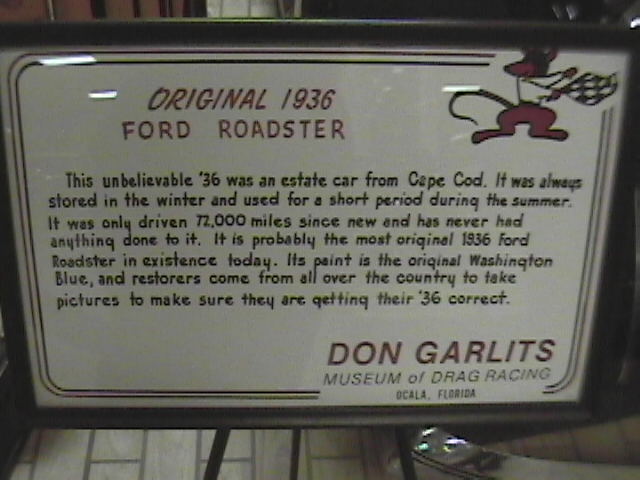 ORIGINAL 1936
FORD ROADSTER
This unbelievable '36 was an estate car from Cape Cod. It was always
stored in the winter and used for a short period during the summer.
It was only driven 72,000 miles since new and has never had
anything done to it. It is probably the most original 1936 Ford
Roadster in existence today. Its paint is the original Washington
Blue, and restorers come from all over the country to take
pictures to make sure they are getting their '36 correct.
DON GARLITS
MUSEUM of DRAG RACING
OCALA, FLORIDA